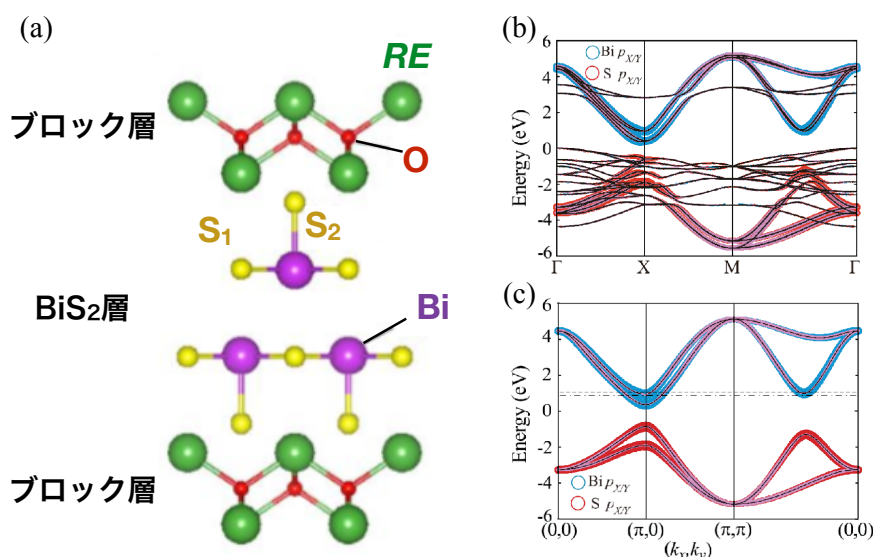 (a)
RE
ブロック層
O
S₁
S₂
BiS₂層
Bi
ブロック層
(b)
6
4
2
0
-2
-4
-6
Energy (eV)
Bi pX/Y
S pX/Y
Γ X M Γ
(c)
6
4
2
0
-2
-4
-6
Energy (eV)
Bi pX/Y
S pX/Y
(0,0) (π,0) (π,π) (0,0)
(kx,ky)